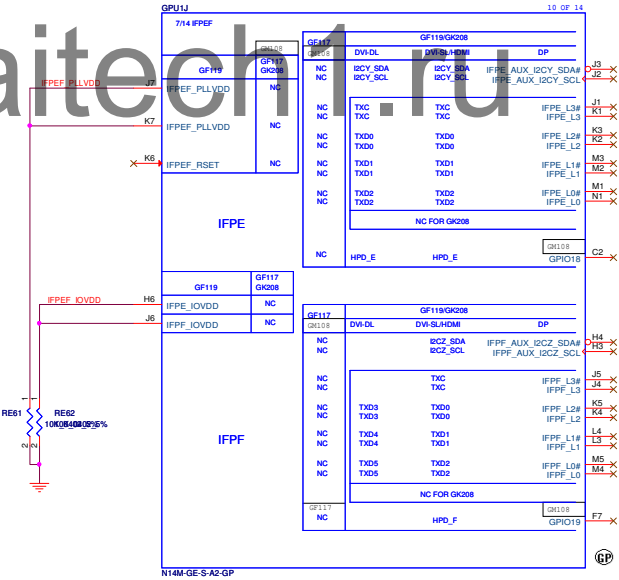 GPU1J
10 OF 14
7/14 IFPEF
aitech1.ru
GM108
GF119
GF117
GK208
GF117
GM108
GF119/GK208
DVI-DL
DVI-SL/HDMI
DP
IFPEF_PLLVDD
J7
IFPEF_PLLVDD
NC
K7
IFPEF_PLLVDD
NC
K6
IFPEF_RSET
NC
NC
I2CY_SDA
I2CY_SDA
IFPE_AUX_I2CY_SDA#
J3
NC
I2CY_SCL
I2CY_SCL
IFPE_AUX_I2CY_SCL
J2
NC
TXC
TXC
IFPE_L3#
J1
NC
TXC
TXC
IFPE_L3
K1
NC
TXD0
TXD0
IFPE_L2#
K3
NC
TXD0
TXD0
IFPE_L2
K2
NC
TXD1
TXD1
IFPE_L1#
M3
NC
TXD1
TXD1
IFPE_L1
M2
NC
TXD2
TXD2
IFPE_L0#
M1
NC
TXD2
TXD2
IFPE_L0
N1
NC FOR GK208
IFPE
NC
HPD_E
HPD_E
GM108
GPIO18
C2
GF119
GF117
GK208
IFPEF_IOVDD
H6
IFPE_IOVDD
NC
J6
IFPF_IOVDD
NC
GF117
GM108
GF119/GK208
DVI-DL
DVI-SL/HDMI
DP
NC
I2CZ_SDA
IFPF_AUX_I2CZ_SDA#
H4
NC
I2CZ_SCL
IFPF_AUX_I2CZ_SCL
H3
NC
TXC
IFPF_L3#
J5
NC
TXC
IFPF_L3
J4
NC
TXD3
TXD0
IFPF_L2#
K5
NC
TXD3
TXD0
IFPF_L2
K4
NC
TXD4
TXD1
IFPF_L1#
L4
NC
TXD4
TXD1
IFPF_L1
L3
NC
TXD5
TXD2
IFPF_L0#
M5
NC
TXD5
TXD2
IFPF_L0
M4
NC FOR GK208
IFPF
GF117
NC
HPD_F
GM108
GPIO19
F7
RE61
RE62
1
1
2
2
N14M-GE-S-A2-GP
GP